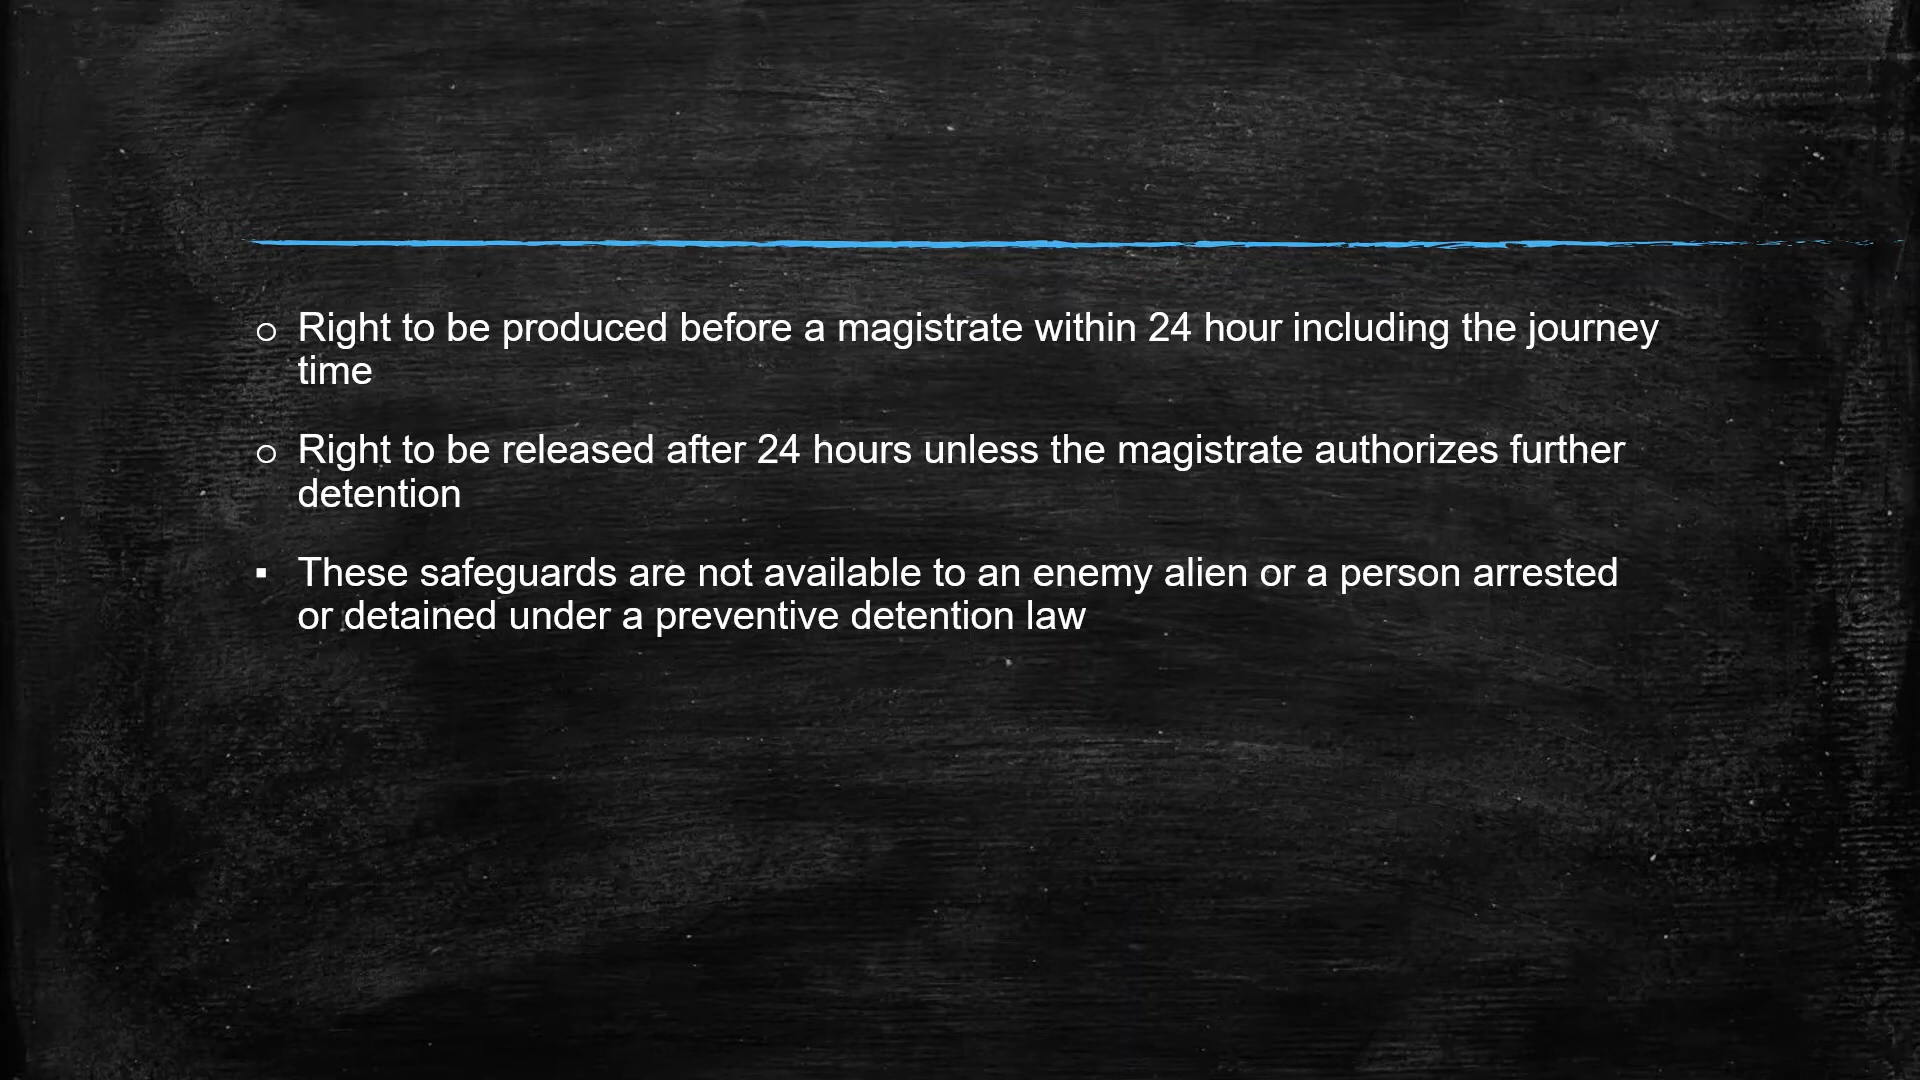 ○ Right to be produced before a magistrate within 24 hour including the journey
time
○ Right to be released after 24 hours unless the magistrate authorizes further
detention
▪ These safeguards are not available to an enemy alien or a person arrested
or detained under a preventive detention law